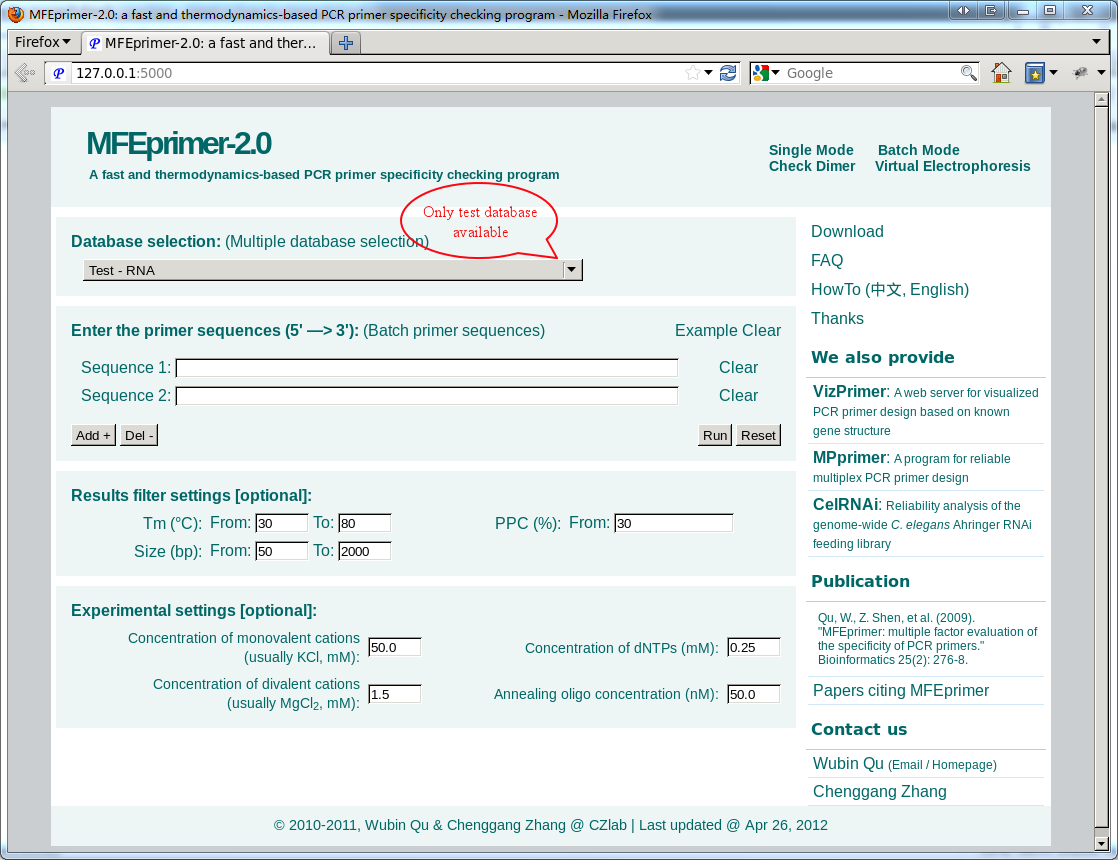 MFEprimer-2.0: a fast and thermodynamics-based PCR primer specificity checking program - Mozilla Firefox
Firefox
MFEprimer-2.0: a fast and ther...
127.0.0.1:5000
Google
MFEprimer-2.0
A fast and thermodynamics-based PCR primer specificity checking program
Single Mode Batch Mode
Check Dimer Virtual Electrophoresis
Only test database
available
Database selection: (Multiple database selection)
Test - RNA
Enter the primer sequences (5' —> 3'): (Batch primer sequences) Example Clear
Sequence 1: Clear
Sequence 2: Clear
Add + Del - Run Reset
Results filter settings [optional]:
Tm (°C): From: 30 To: 80 PPC (%): From: 30
Size (bp): From: 50 To: 2000
Experimental settings [optional]:
Concentration of monovalent cations
(usually KCl, mM): 50.0
Concentration of dNTPs (mM): 0.25
Concentration of divalent cations
(usually MgCl2, mM): 1.5
Annealing oligo concentration (nM): 50.0
Download
FAQ
HowTo (中文, English)
Thanks
We also provide
VizPrimer: A web server for visualized
PCR primer design based on known
gene structure
MPprimer: A program for reliable
multiplex PCR primer design
CelRNAi: Reliability analysis of the
genome-wide C. elegans Ahringer RNAi
feeding library
Publication
Qu, W., Z. Shen, et al. (2009).
"MFEprimer: multiple factor evaluation of
the specificity of PCR primers."
Bioinformatics 25(2): 276-8.
Papers citing MFEprimer
Contact us
Wubin Qu (Email / Homepage)
Chenggang Zhang
© 2010-2011, Wubin Qu & Chenggang Zhang @ CZlab | Last updated @ Apr 26, 2012